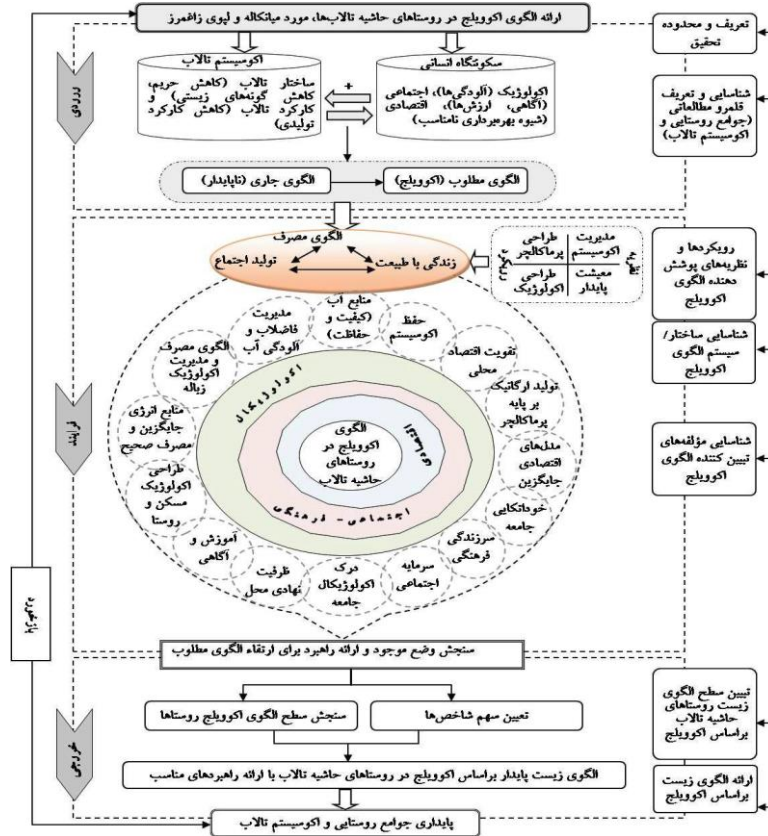 ارائه الگوی اکوویلج در روستاهای حاشیه تالاب‌ها، مورد میانکاله و لپوی زاغمرز
تعریف و محدوده
تحقیق
اکوسیستم تالاب
سکونتگاه انسانی
ساختار تالاب (کاهش حریم،
کاهش گونه‌های زیستی) و
کارکرد تالاب (کاهش کارکرد
تولیدی)
+
اکولوژیک (آلودگی‌ها)، اجتماعی
(آگاهی، ارزش‌ها)، اقتصادی
(شیوه بهره‌برداری نامناسب)
شناسایی و تعریف
قلمرو مطالعاتی
(جوامع روستایی و
اکوسیستم تالاب)
ورودی
الگوی جاری (ناپایدار)
الگوی مطلوب (اکوویلج)
الگوی مصرف
تولید اجتماع
زندگی با طبیعت
مدیریت
اکوسیستم
طراحی
پرماکالچر
معیشت
پایدار
طراحی
اکولوژیک
نظریه
رویکرد
رویکردها و
نظریه‌های پوشش
دهنده الگوی
اکوویلج
شناسایی ساختار/
سیستم الگوی
اکوویلج
شناسایی مؤلفه‌های
تبیین کننده الگوی
اکوویلج
فرایند
منابع آب
(کیفیت و
حفاظت)
حفظ
اکوسیستم
تقویت اقتصاد
محلی
تولید ارگانیک
بر پایه
پرماکالچر
مدل‌های
اقتصادی
جایگزین
خوداتکایی
جامعه
سرزندگی
فرهنگی
سرمایه
اجتماعی
درک
اکولوژیکال
جامعه
ظرفیت
نهادی محل
آموزش و
آگاهی
طراحی
اکولوژیک
مسکن و
روستا
منابع انرژی
جایگزین و
مصرف صحیح
الگوی مصرف
و مدیریت
اکولوژیک
زباله
مدیریت
فاضلاب و
آلودگی آب
اکولوژیکال
اقتصادی
اجتماعی - فرهنگی
الگوی
اکوویلج در
روستاهای
حاشیه تالاب
بازخورد
سنجش وضع موجود و ارائه راهبرد برای ارتقاء الگوی مطلوب
سنجش سطح الگوی اکوویلج روستاها
تعیین سهم شاخص‌ها
تبیین سطح الگوی
زیست روستاهای
حاشیه تالاب
براساس اکوویلج
خروجی
الگوی زیست پایدار براساس اکوویلج در روستاهای حاشیه تالاب با ارائه راهبردهای مناسب
ارائه الگوی زیست
براساس اکوویلج
پایداری جوامع روستایی و اکوسیستم تالاب